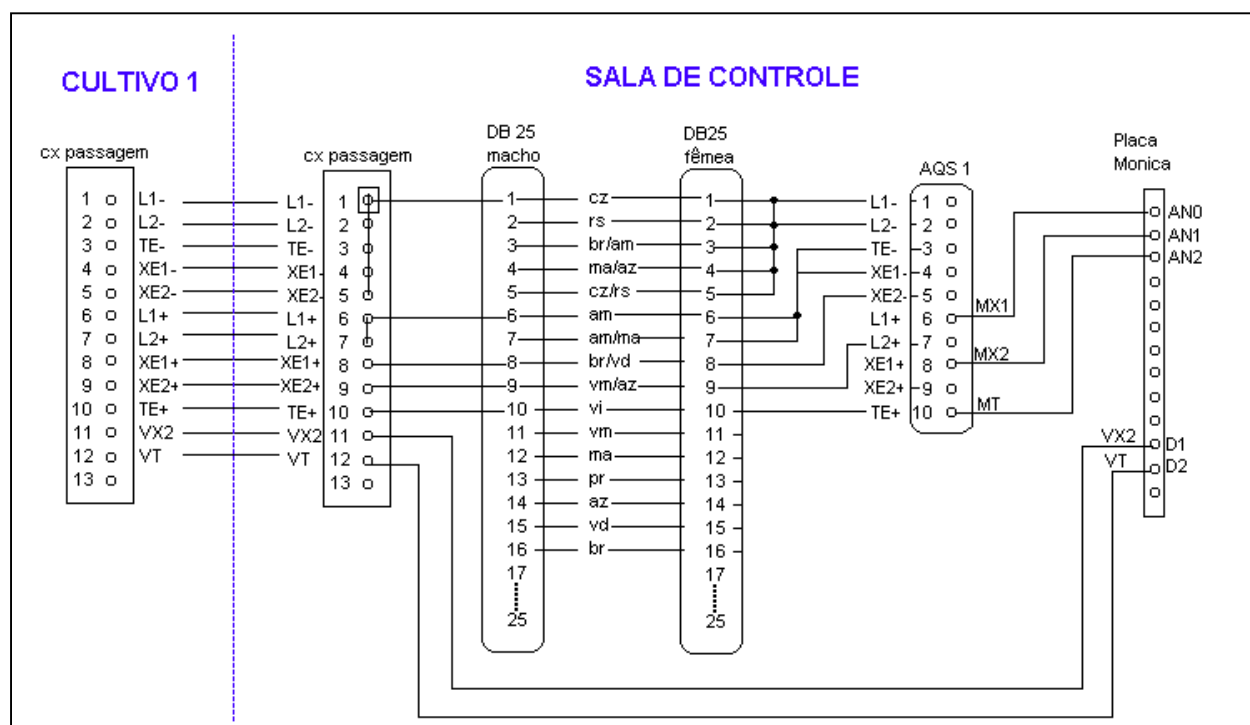 CULTIVO 1
SALA DE CONTROLE
cx passagem
1 L1-
2 L2-
3 TE-
4 XE1-
5 XE2-
6 L1+
7 L2+
8 XE1+
9 XE2+
10 TE+
11 VX2
12 VT
13
cx passagem
L1- 1
L2- 2
TE- 3
XE1- 4
XE2- 5
L1+ 6
L2+ 7
XE1+ 8
XE2+ 9
TE+ 10
VX2 11
VT 12
13
DB 25
macho
1
2
3
4
5
6
7
8
9
10
11
12
13
14
15
16
17
25
cz
rs
br/am
ma/az
cz/rs
am
am/ma
br/vd
vm/az
vi
vm
ma
pr
az
vd
br
DB25
fêmea
1
2
3
4
5
6
7
8
9
10
11
12
13
14
15
16
17
25
AQS 1
L1- 1
L2- 2
TE- 3
XE1- 4
XE2- 5
L1+ 6
L2+ 7
XE1+ 8
XE2+ 9
TE+ 10
MX1
MX2
MT
VX2
VT
Placa
Monica
AN0
AN1
AN2
D1
D2